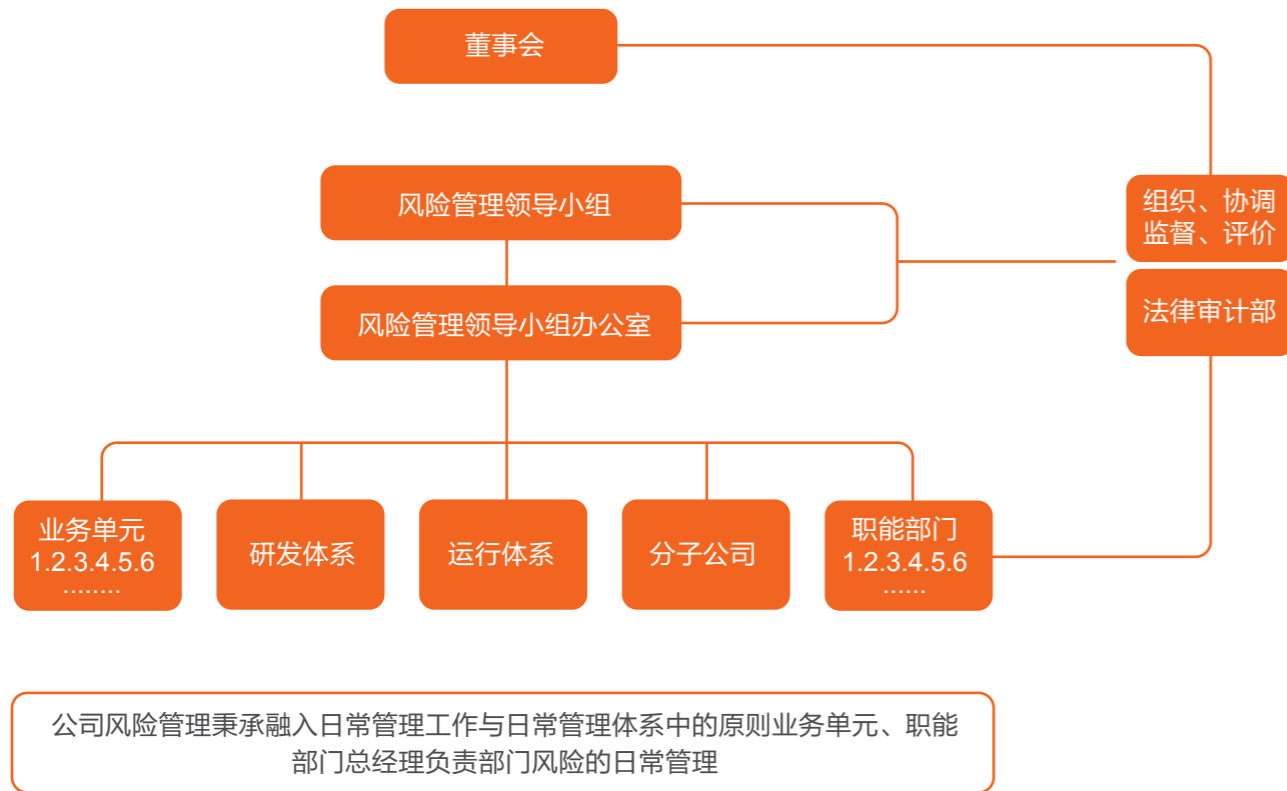 董事会
风险管理领导小组
组织、协调
监督、评价
风险管理领导小组办公室
法律审计部
业务单元
1.2.3.4.5.6
........
研发体系
运行体系
分子公司
职能部门
1.2.3.4.5.6
......
公司风险管理秉承融入日常管理工作与日常管理体系中的原则业务单元、职能
部门总经理负责部门风险的日常管理